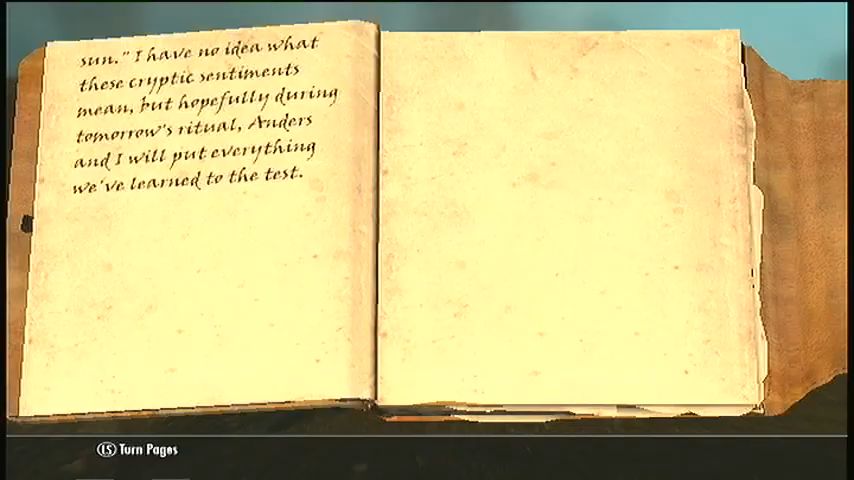 sun." I have no idea what
these cryptic sentiments
mean, but hopefully during
tomorrow's ritual, Anders
and I will put everything
we've learned to the test.
LS Turn Pages